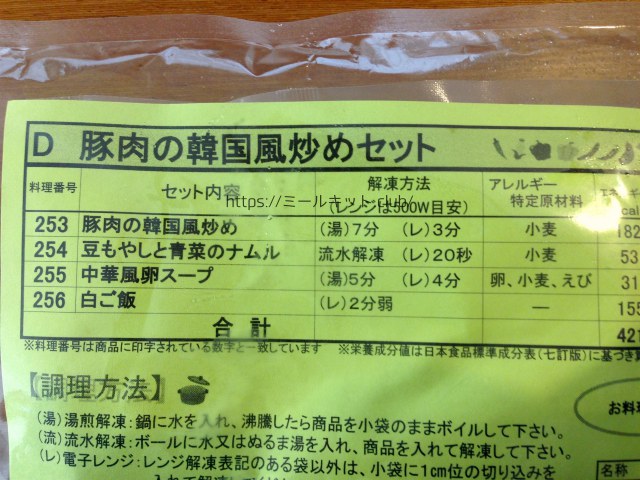 D 豚肉の韓国風炒めセット
料理番号 セット内容 解凍方法 (レンジは500W目安) アレルギー 特定原材料
https://ミールキット.club/
253 豚肉の韓国風炒め (湯)7分 (レ)3分 小麦 182
254 豆もやしと青菜のナムル 流水解凍 (レ)20秒 小麦 53
255 中華風卵スープ (湯)5分 (レ)4分 卵、小麦、えび 31
256 白ご飯 (レ)2分弱 — 155
合計 421
※料理番号は商品に印字されている数字と一致しています ※栄養成分値は日本食品標準成分表(七訂版)に基づき
【調理方法】
お料理
(湯)湯煎解凍:鍋に水を入れ、沸騰したら商品を小袋のままボイルして下さい。
(流)流水解凍:ボールに水又はぬるま湯を入れ、商品を入れて解凍して下さい。
(レ)電子レンジ:レンジ解凍表記のある袋以外は、小袋に1cm位の切り込みを
名称